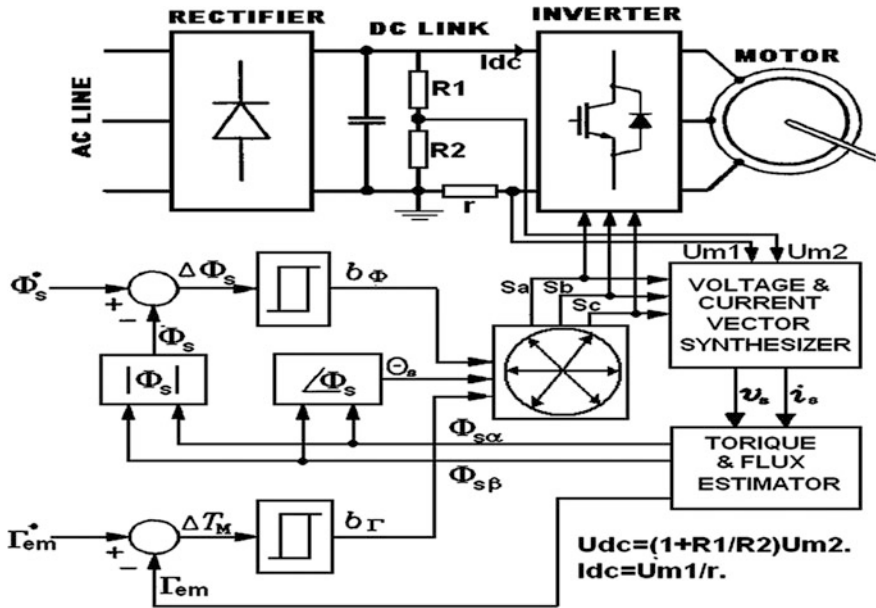 RECTIFIER
DC LINK
INVERTER
MOTOR
AC LINE
Idc
R1
R2
r
Um1
Um2
Φs*
+
−
ΔΦs
bΦ
Φs
|Φs|
∠Φs
Θs
Sa
Sb
Sc
VOLTAGE &
CURRENT
VECTOR
SYNTHESIZER
vs
is
Φsα
Φsβ
TORIQUE
& FLUX
ESTIMATOR
Γem*
+
−
ΔTM
bΓ
Γem
Udc=(1+R1/R2)Um2.
Idc=Um1/r.